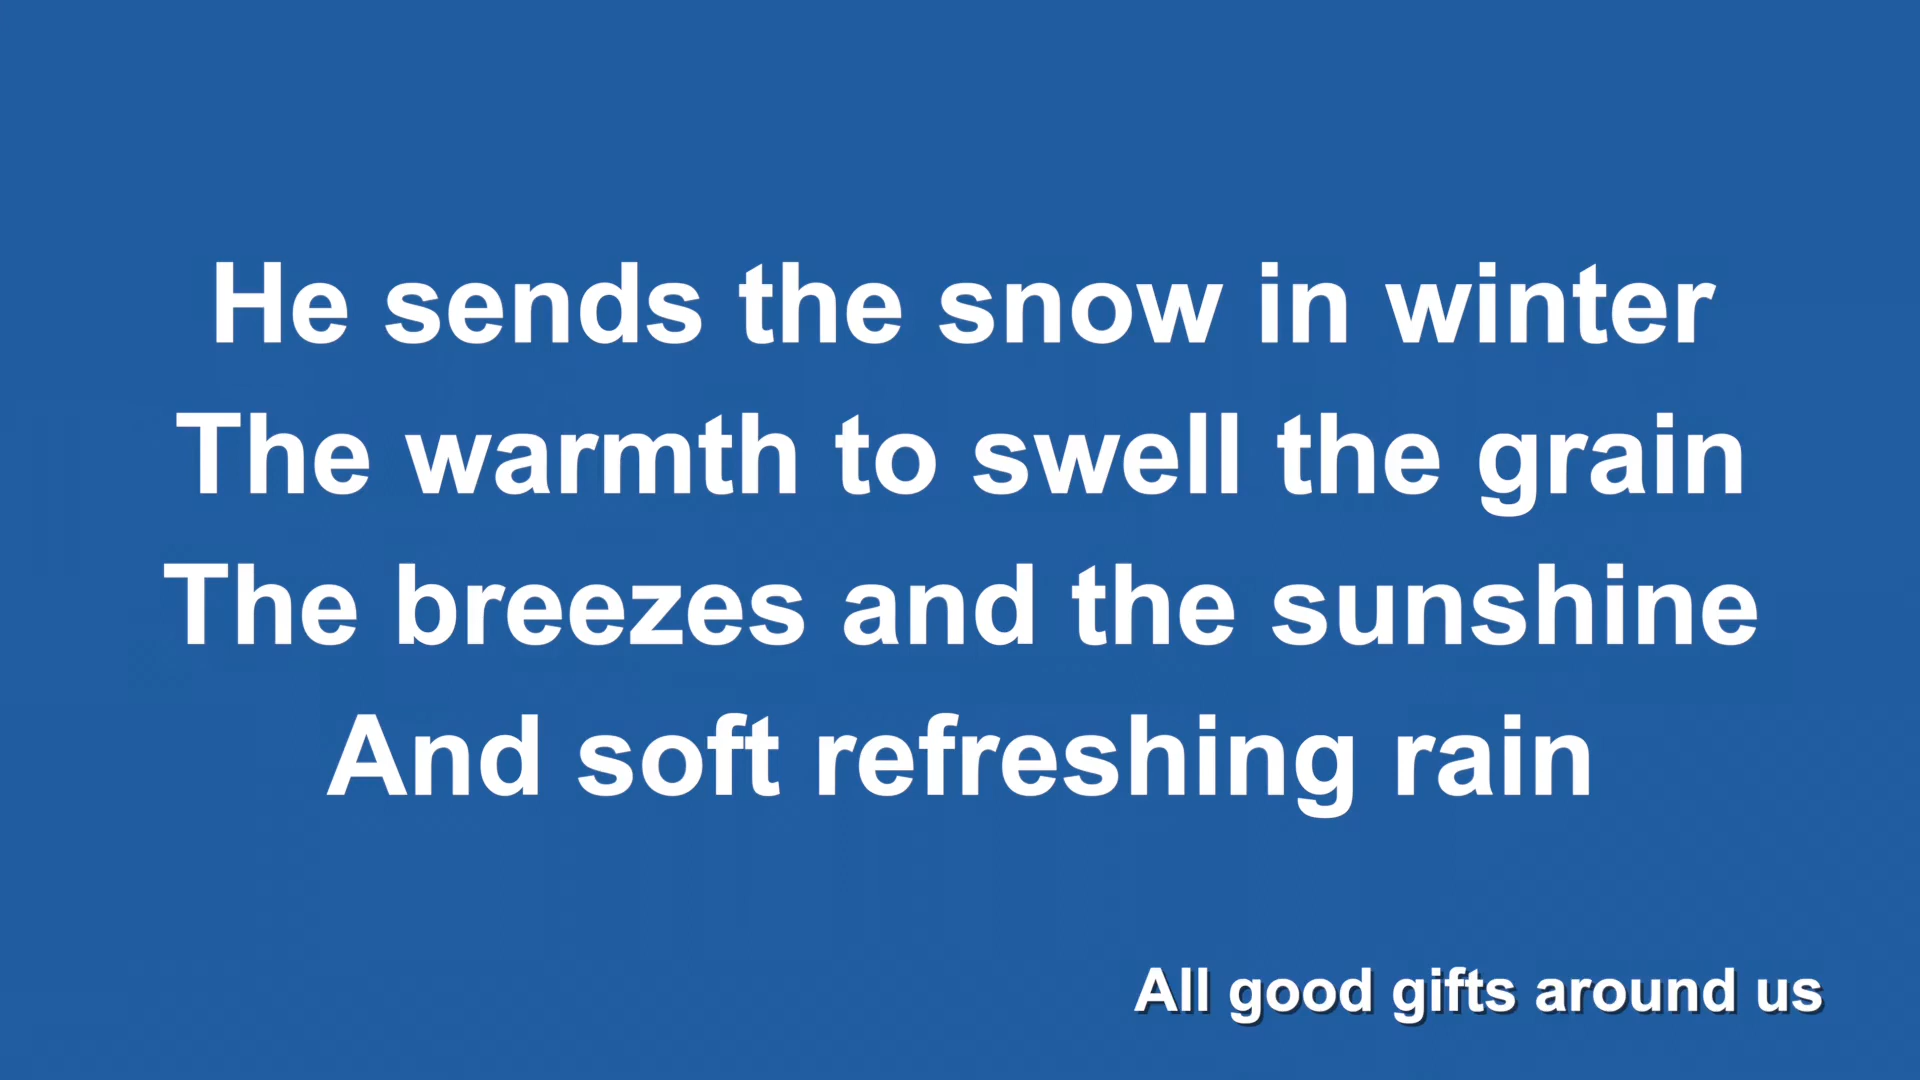 He sends the snow in winter
The warmth to swell the grain
The breezes and the sunshine
And soft refreshing rain
All good gifts around us